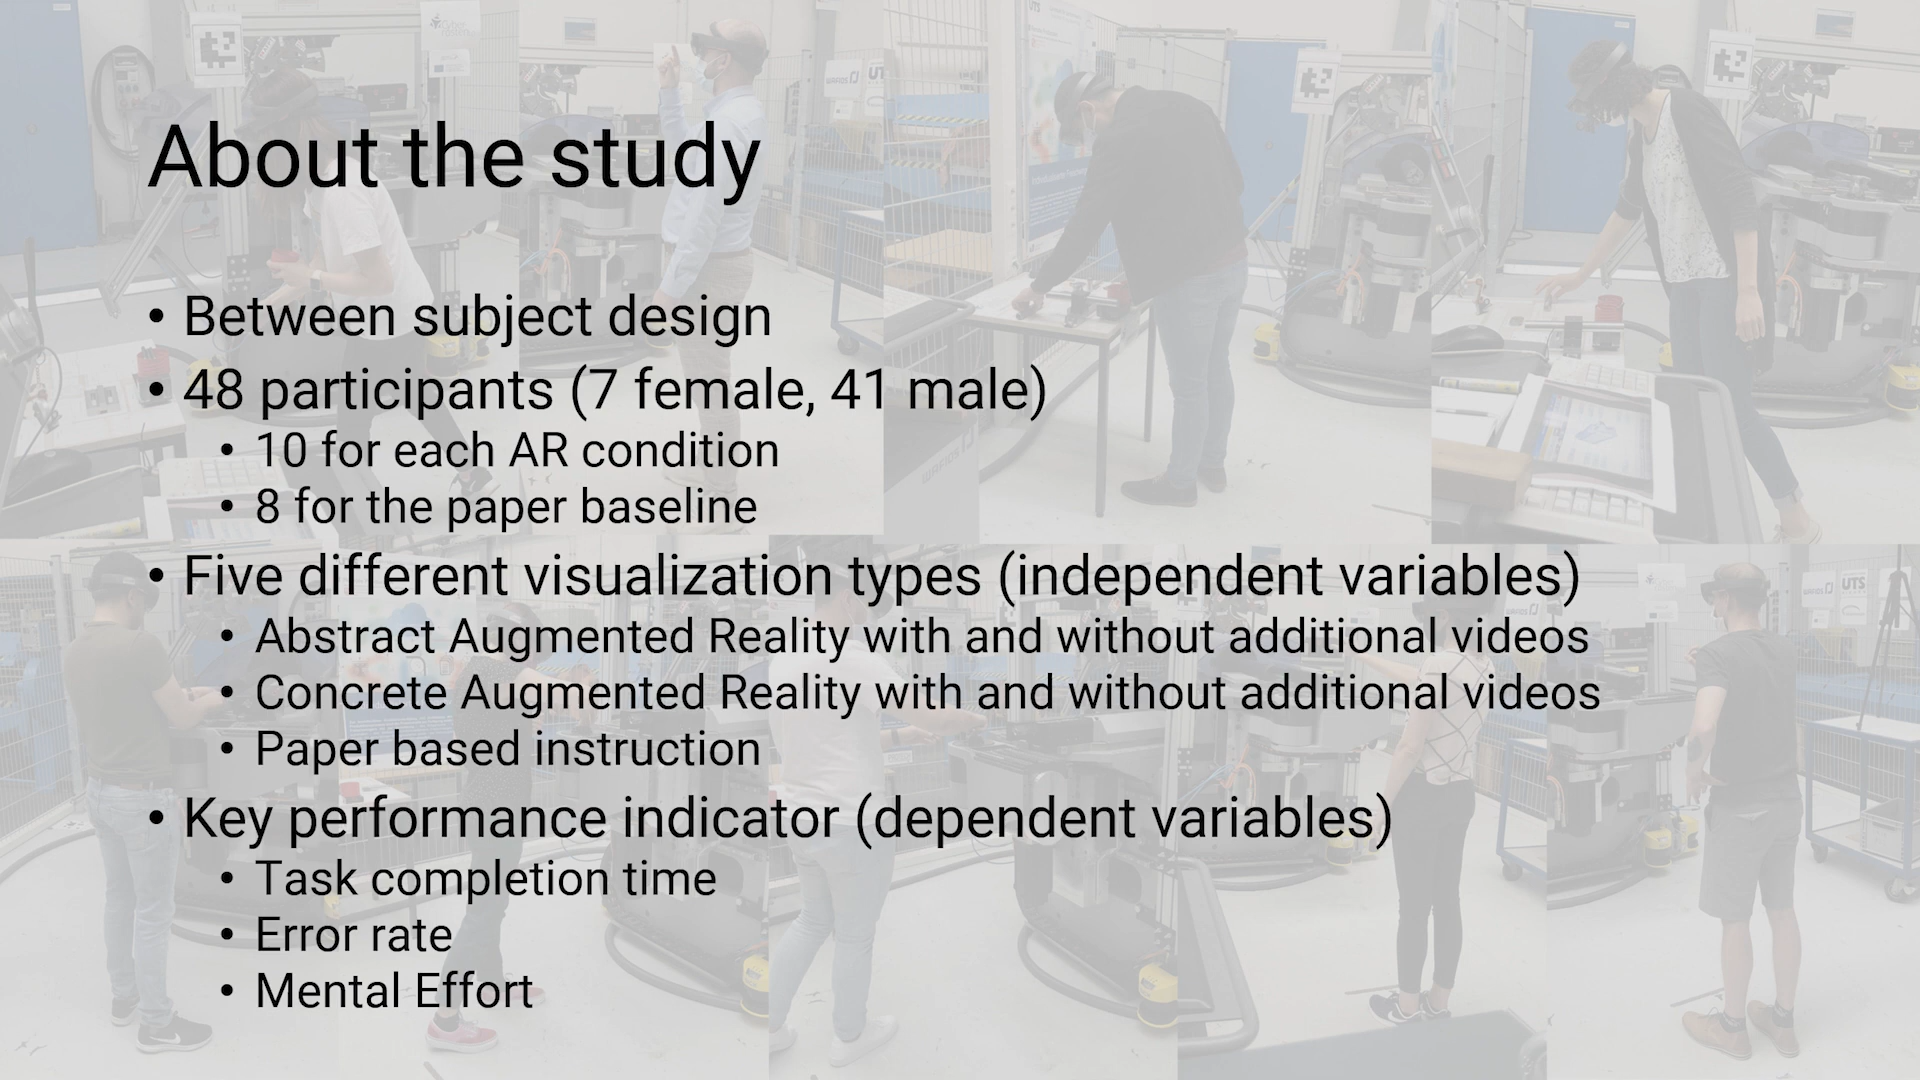 About the study
• Between subject design
• 48 participants (7 female, 41 male)
• 10 for each AR condition
• 8 for the paper baseline
• Five different visualization types (independent variables)
• Abstract Augmented Reality with and without additional videos
• Concrete Augmented Reality with and without additional videos
• Paper based instruction
• Key performance indicator (dependent variables)
• Task completion time
• Error rate
• Mental Effort
UTS
WAFIOS
UTS